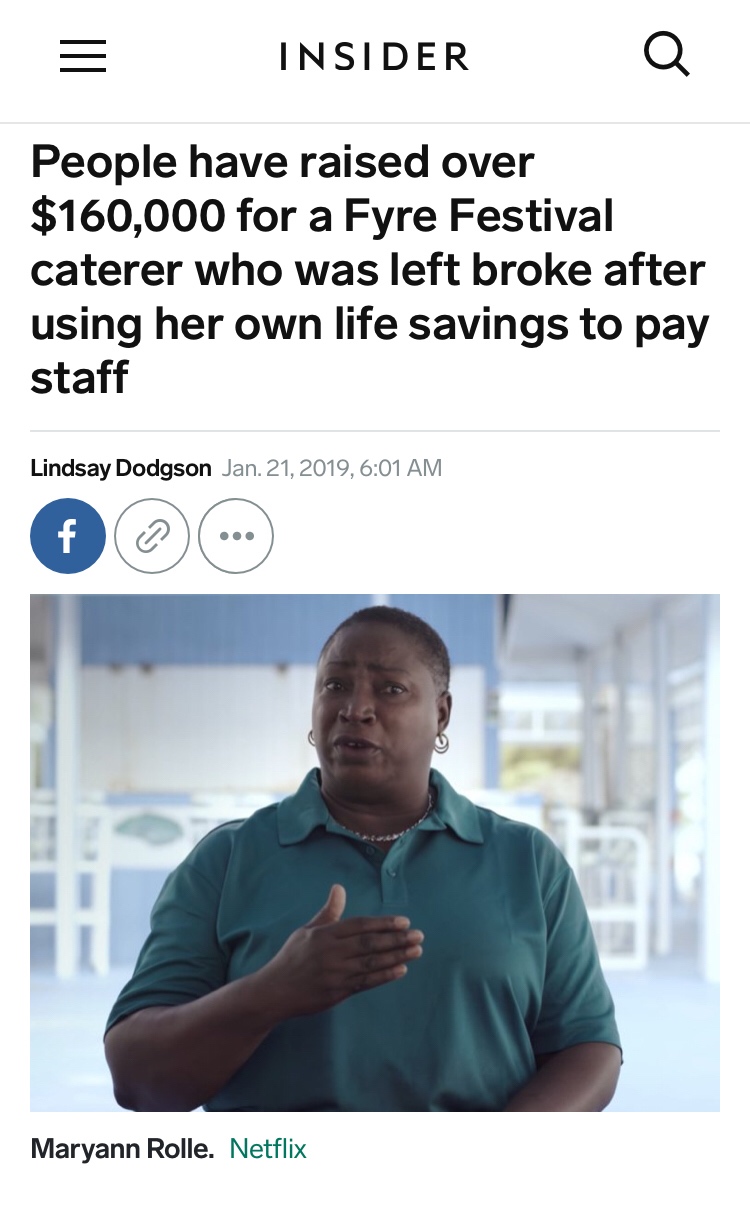 INSIDER
People have raised over
$160,000 for a Fyre Festival
caterer who was left broke after
using her own life savings to pay
staff
Lindsay Dodgson Jan. 21, 2019, 6:01 AM
f
Maryann Rolle. Netflix